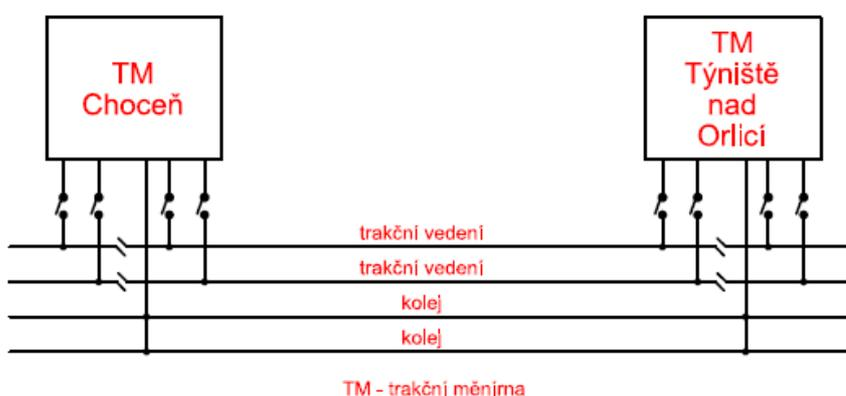 TM
Choceň
TM
Týniště
nad
Orlicí
trakční vedení
trakční vedení
kolej
kolej
TM - trakční měnírna